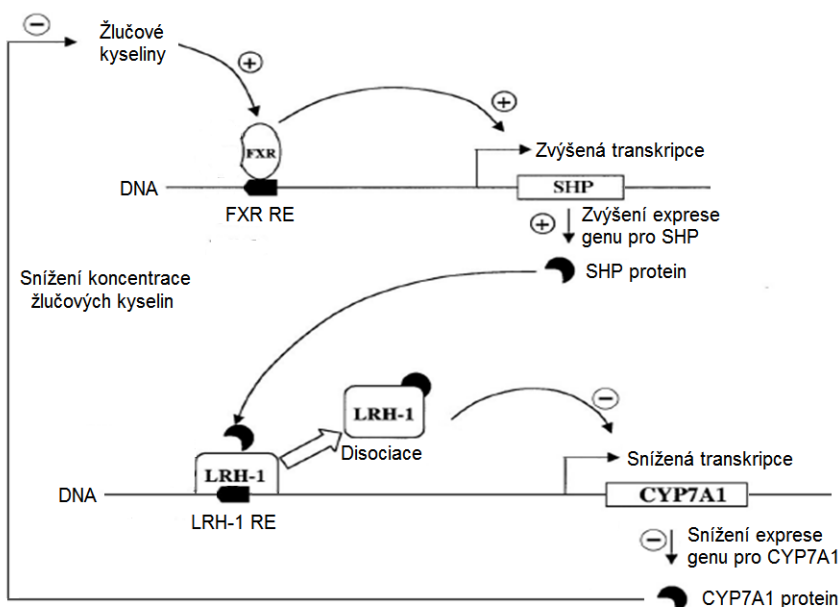 Žlučové
kyseliny
FXR
Zvýšená transkripce
DNA
SHP
FXR RE
Zvýšení exprese
genu pro SHP
SHP protein
Snížení koncentrace
žlučových kyselin
LRH-1
Disociace
LRH-1
Snížená transkripce
DNA
CYP7A1
LRH-1 RE
Snížení exprese
genu pro CYP7A1
CYP7A1 protein